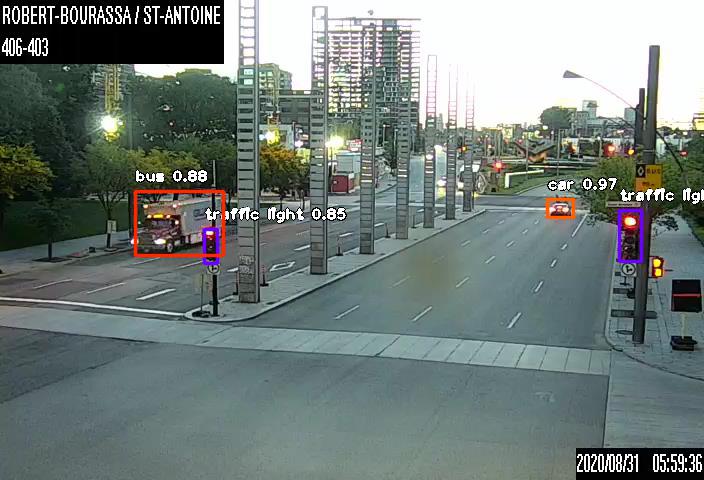 ROBERT-BOURASSA / ST-ANTOINE
406-403
bus 0.88
traffic light 0.85
car 0.97
traffic lig
BUS
2020/08/31 05:59:36